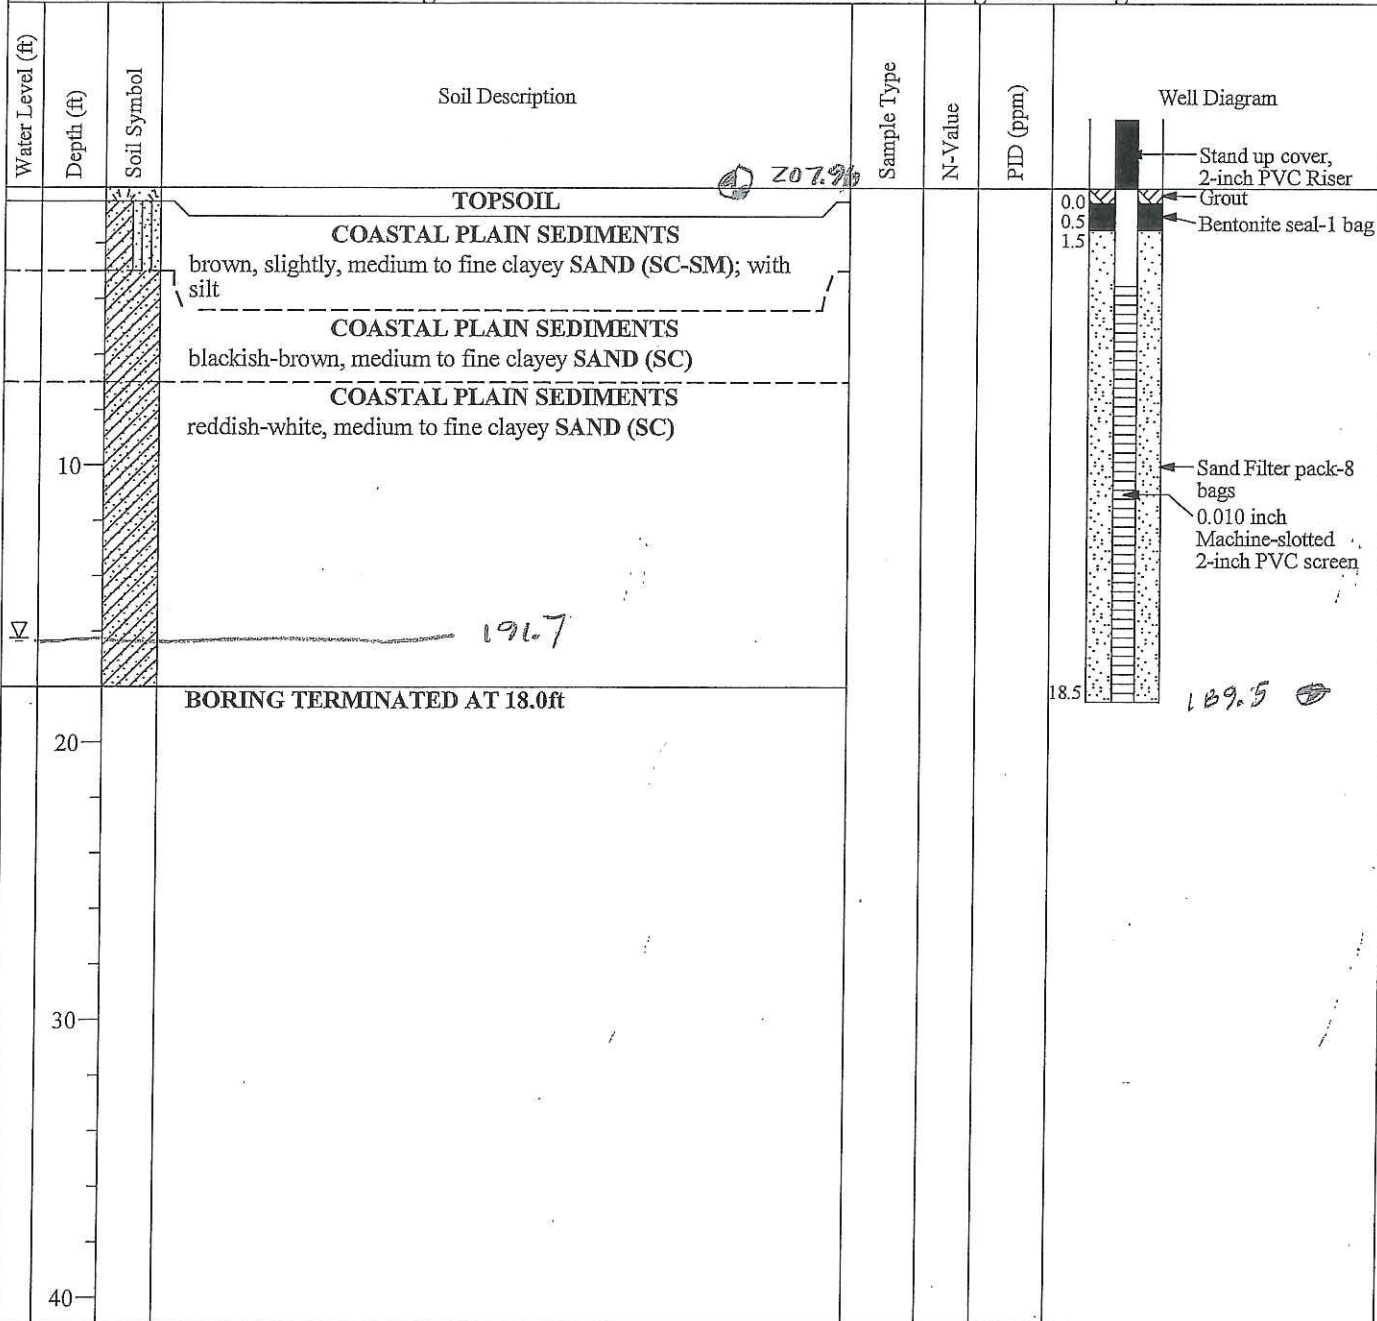 Water Level (ft)
Depth (ft)
Soil Symbol
Soil Description
Sample Type
N-Value
PID (ppm)
Well Diagram
207.96
Stand up cover,
2-inch PVC Riser
TOPSOIL
0.0
Grout
0.5
Bentonite seal-1 bag
1.5
COASTAL PLAIN SEDIMENTS
brown, slightly, medium to fine clayey SAND (SC-SM); with
silt
COASTAL PLAIN SEDIMENTS
blackish-brown, medium to fine clayey SAND (SC)
COASTAL PLAIN SEDIMENTS
reddish-white, medium to fine clayey SAND (SC)
10
Sand Filter pack-8
bags
0.010 inch
Machine-slotted
2-inch PVC screen
191.7
BORING TERMINATED AT 18.0ft
18.5
189.5
20
30
40